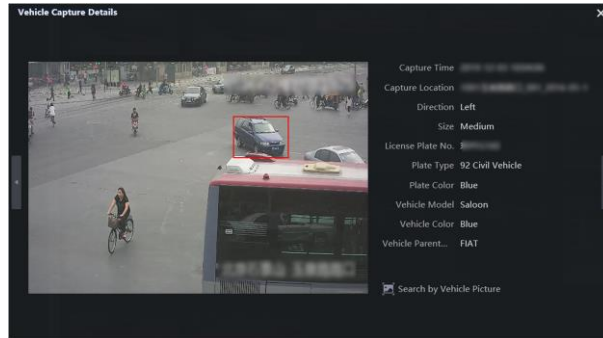 Vehicle Capture Details
Capture Time
Capture Location
Direction Left
Size Medium
License Plate No.
Plate Type 92 Civil Vehicle
Plate Color Blue
Vehicle Model Saloon
Vehicle Color Blue
Vehicle Parent... FIAT
Search by Vehicle Picture